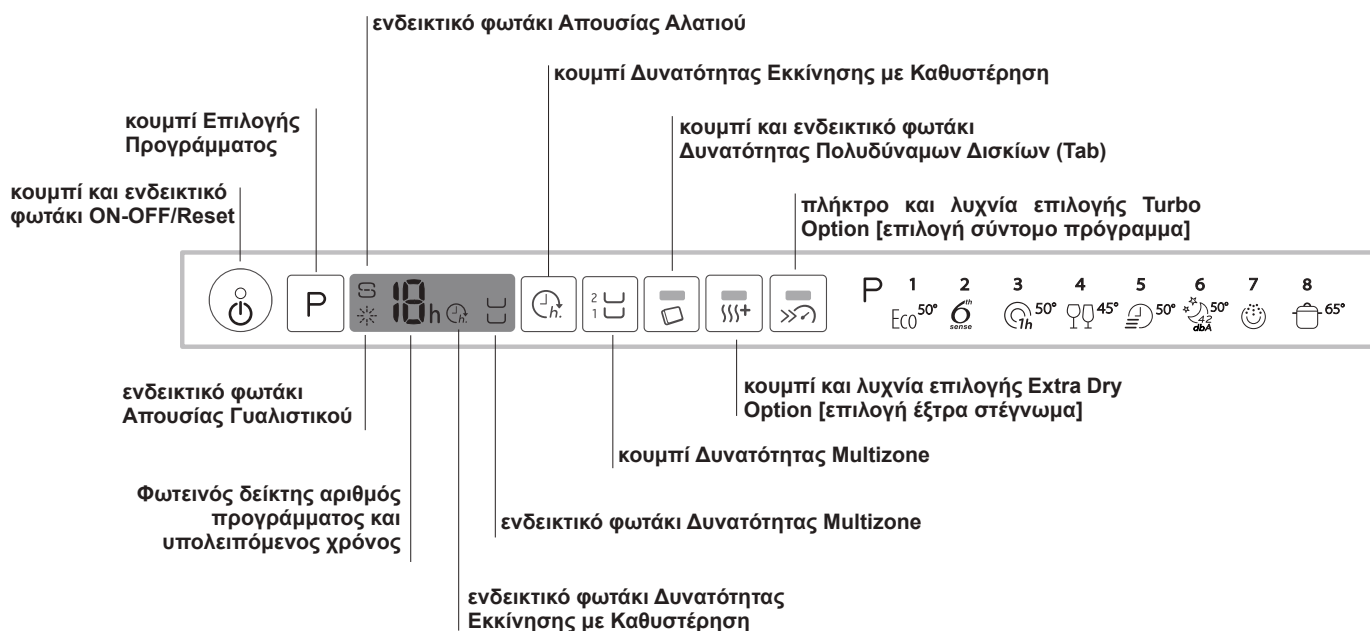 ενδεικτικό φωτάκι Απουσίας Αλατιού
κουμπί Δυνατότητας Εκκίνησης με Καθυστέρηση
κουμπί Επιλογής
Προγράμματος
κουμπί και ενδεικτικό φωτάκι
Δυνατότητας Πολυδύναμων Δισκίων (Tab)
κουμπί και ενδεικτικό
φωτάκι ON-OFF/Reset
πλήκτρο και λυχνία επιλογής Turbo
Option [επιλογή σύντομο πρόγραμμα]
P
18h
h.
h.
2
1
P
1 2 3 4 5 6 7 8
Eco 50° 6th sense 1h 50° 45° 50° 42 dbA 50° 65°
ενδεικτικό φωτάκι
Απουσίας Γυαλιστικού
κουμπί και λυχνία επιλογής Extra Dry
Option [επιλογή έξτρα στέγνωμα]
κουμπί Δυνατότητας Multizone
Φωτεινός δείκτης αριθμός
προγράμματος και
υπολειπόμενος χρόνος
ενδεικτικό φωτάκι Δυνατότητας Multizone
ενδεικτικό φωτάκι Δυνατότητας
Εκκίνησης με Καθυστέρηση